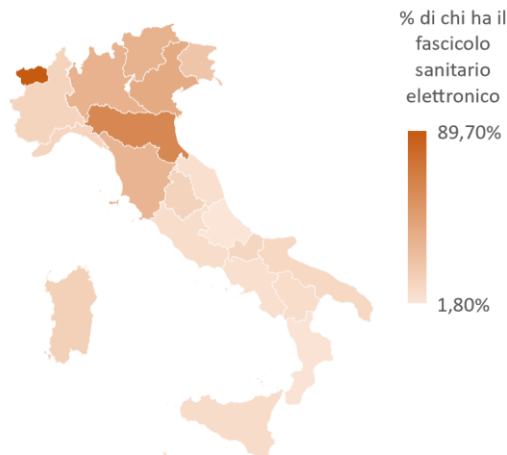 % di chi ha il
fascicolo
sanitario
elettronico
89,70%
1,80%